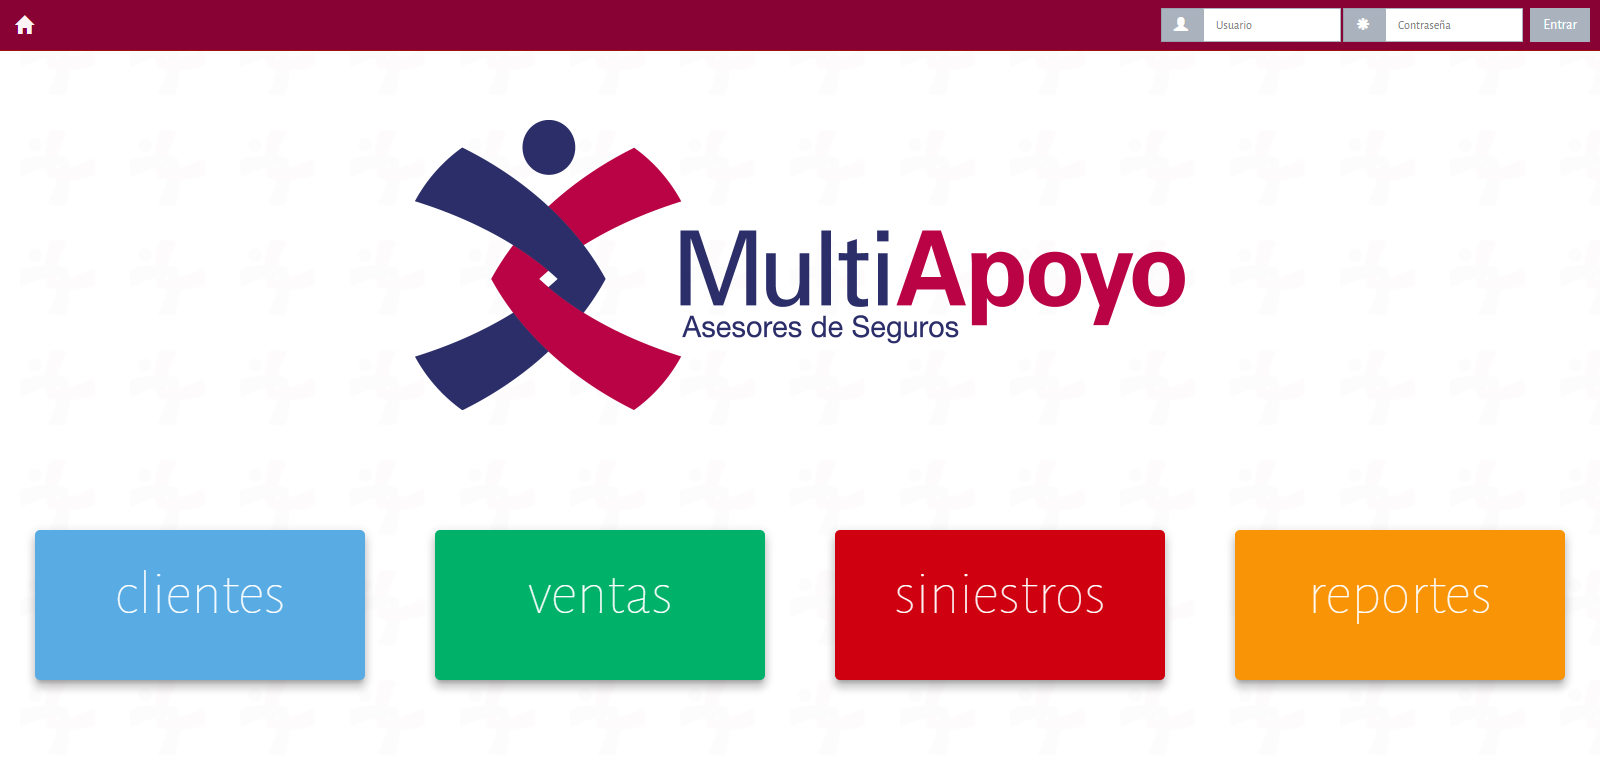 Usuario
Contraseña
Entrar
MultiApoyo
Asesores de Seguros
clientes
ventas
siniestros
reportes